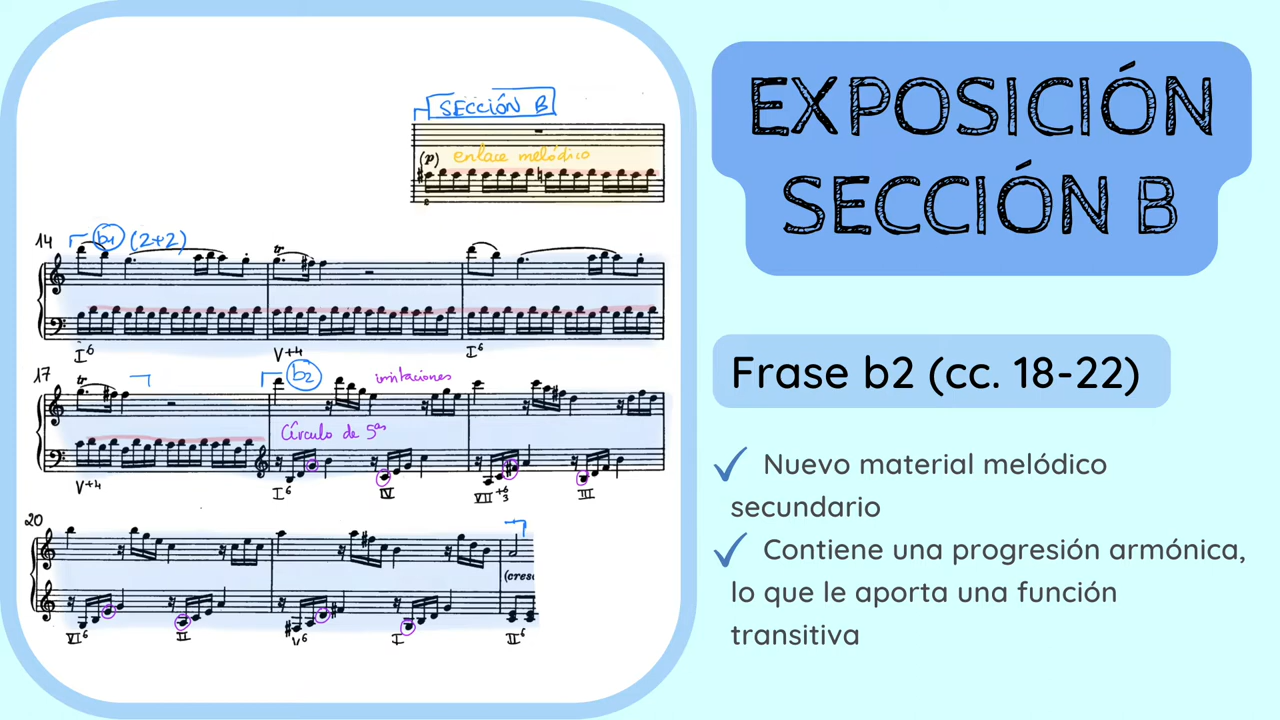 SECCIÓN B
(p) enlace melódico
14 b1 (2+2)
tr
I6 V+4 I6
17 tr b2 imitaciones
Círculo de 5as
V+4 I6 IV VII+6 3 III
20
(cresc
VI6 II V6 I II6
EXPOSICIÓN
SECCIÓN B
Frase b2 (cc. 18-22)
✓ Nuevo material melódico
secundario
✓ Contiene una progresión armónica,
lo que le aporta una función
transitiva